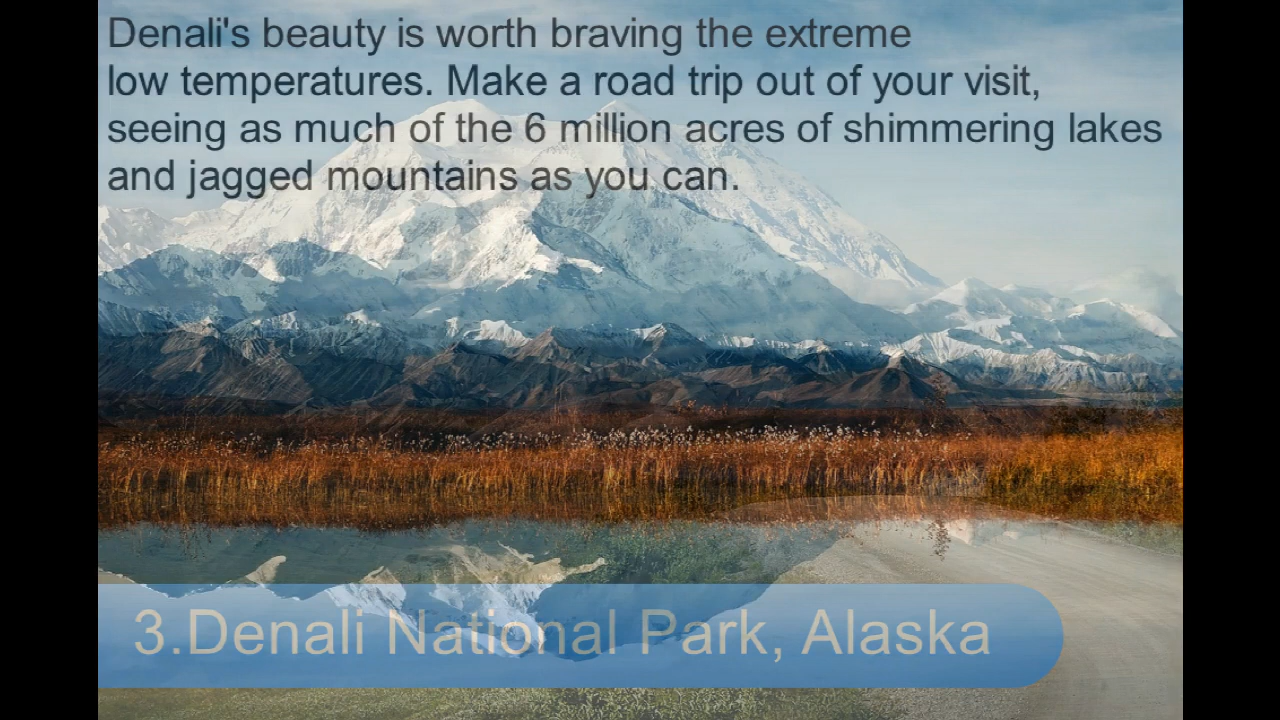 Denali's beauty is worth braving the extreme
low temperatures. Make a road trip out of your visit,
seeing as much of the 6 million acres of shimmering lakes
and jagged mountains as you can.
3.Denali National Park, Alaska